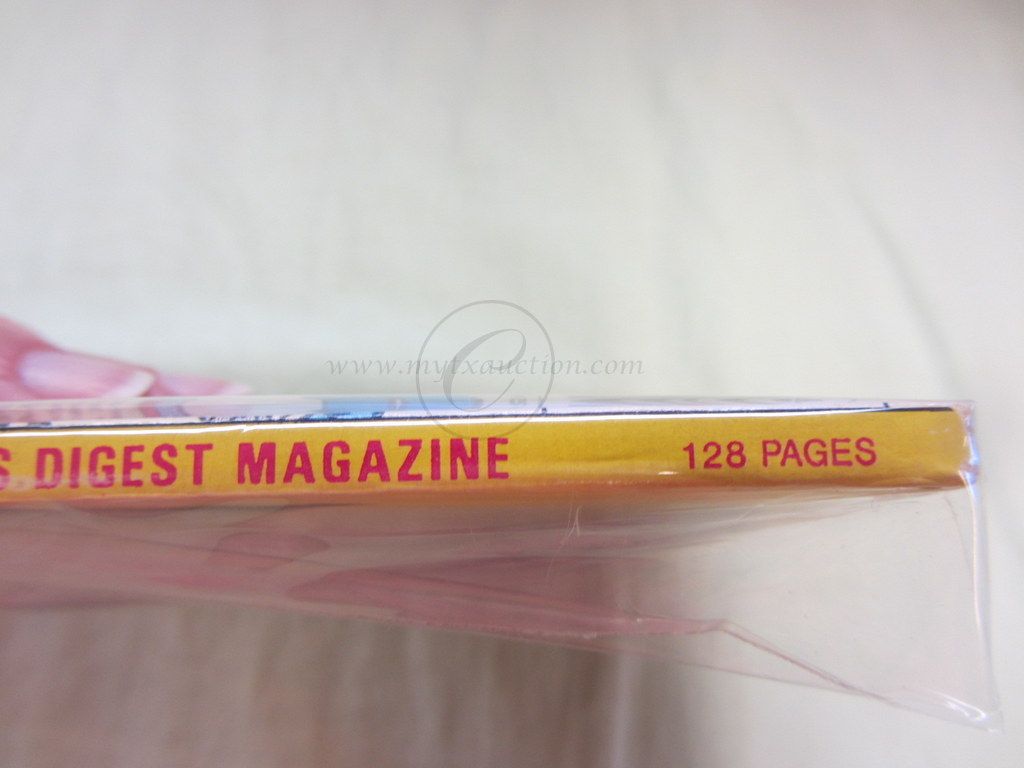 www.mytxauction.com
S DIGEST MAGAZINE 128 PAGES